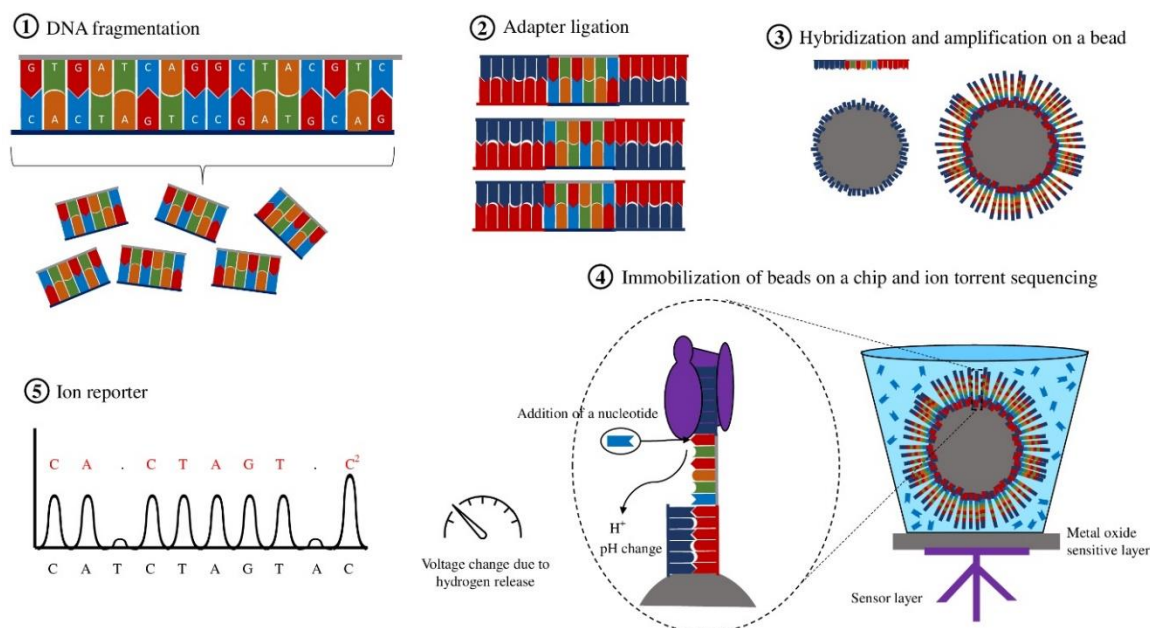 ① DNA fragmentation
G T G A T C A G G C T A C G T C
C A C T A G T C C G A T G C A G
② Adapter ligation
③ Hybridization and amplification on a bead
④ Immobilization of beads on a chip and ion torrent sequencing
Addition of a nucleotide
H⁺
pH change
Metal oxide
sensitive layer
Sensor layer
⑤ Ion reporter
C A . C T A G T . C²
C A T C T A G T A C
Voltage change due to
hydrogen release